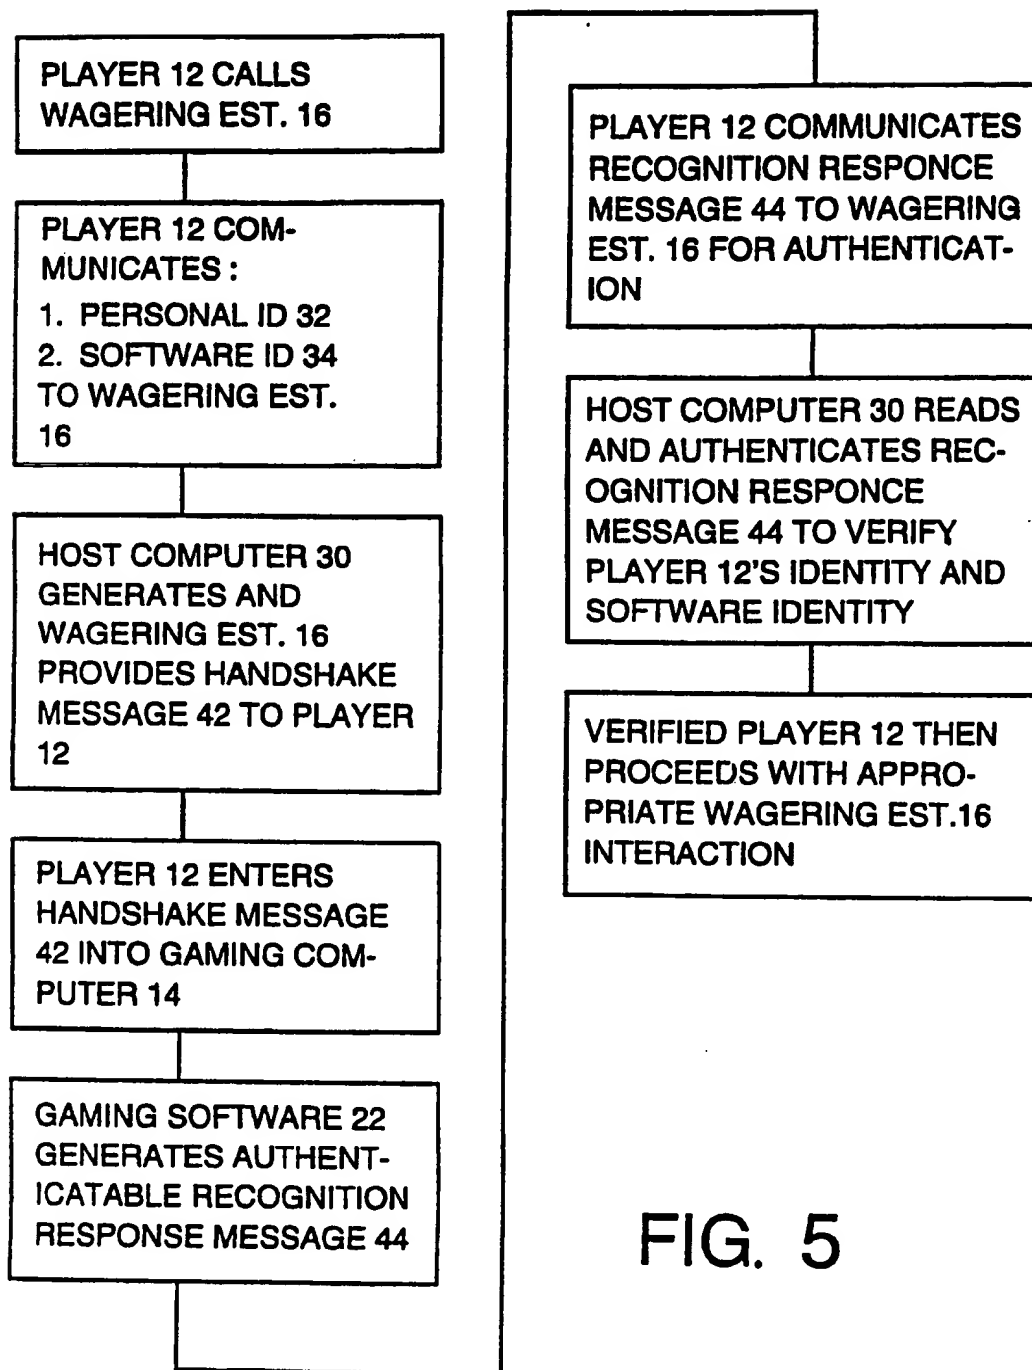 PLAYER 12 CALLS
WAGERING EST. 16
PLAYER 12 COM-
MUNICATES :
1. PERSONAL ID 32
2. SOFTWARE ID 34
TO WAGERING EST.
16
HOST COMPUTER 30
GENERATES AND
WAGERING EST. 16
PROVIDES HANDSHAKE
MESSAGE 42 TO PLAYER
12
PLAYER 12 ENTERS
HANDSHAKE MESSAGE
42 INTO GAMING COM-
PUTER 14
GAMING SOFTWARE 22
GENERATES AUTHENT-
ICATABLE RECOGNITION
RESPONSE MESSAGE 44
PLAYER 12 COMMUNICATES
RECOGNITION RESPONCE
MESSAGE 44 TO WAGERING
EST. 16 FOR AUTHENTICAT-
ION
HOST COMPUTER 30 READS
AND AUTHENTICATES REC-
OGNITION RESPONCE
MESSAGE 44 TO VERIFY
PLAYER 12'S IDENTITY AND
SOFTWARE IDENTITY
VERIFIED PLAYER 12 THEN
PROCEEDS WITH APPRO-
PRIATE WAGERING EST.16
INTERACTION
FIG. 5